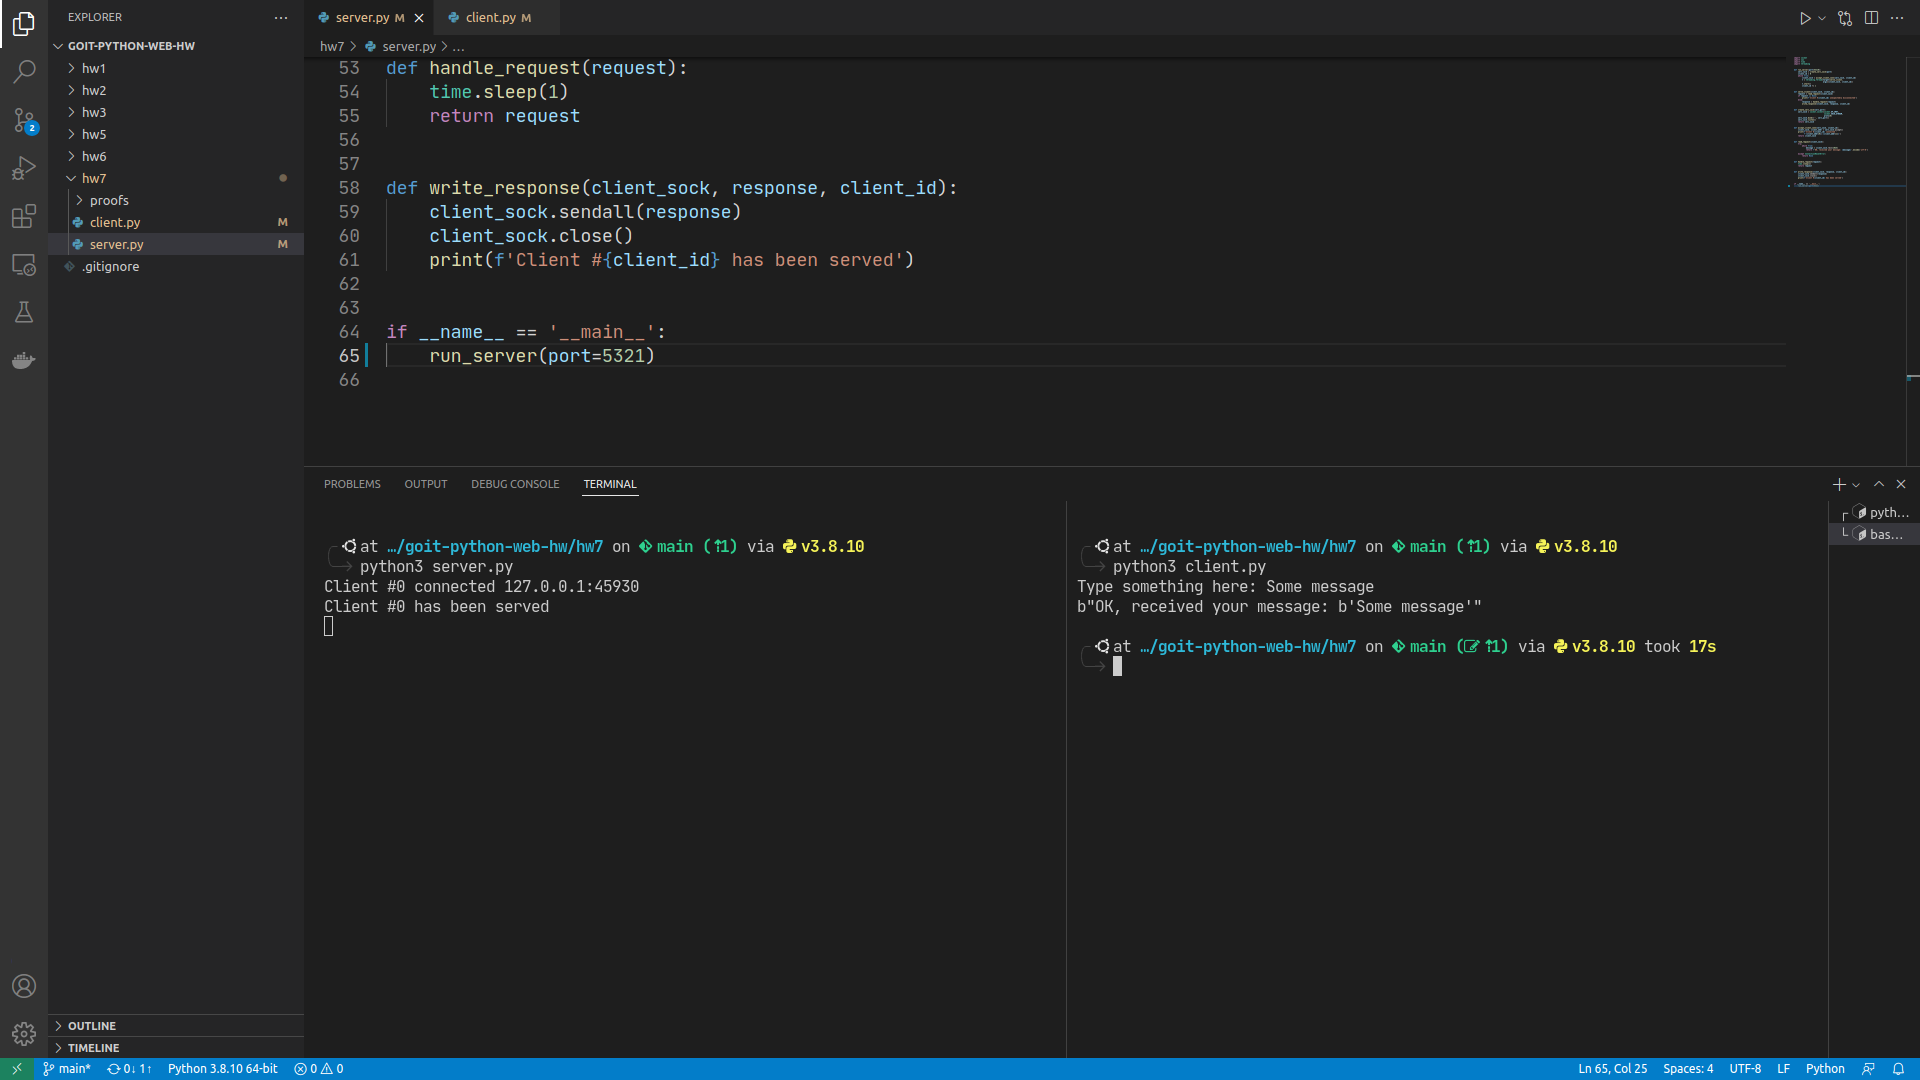 EXPLORER
GOIT-PYTHON-WEB-HW
hw1
hw2
hw3
hw5
hw6
hw7
proofs
client.py M
server.py M
.gitignore
OUTLINE
TIMELINE
2
server.py M
client.py M
hw7 > server.py > ...
53 def handle_request(request):
54 time.sleep(1)
55 return request
56
57
58 def write_response(client_sock, response, client_id):
59 client_sock.sendall(response)
60 client_sock.close()
61 print(f'Client #{client_id} has been served')
62
63
64 if __name__ == '__main__':
65 run_server(port=5321)
66
PROBLEMS OUTPUT DEBUG CONSOLE TERMINAL
at …/goit-python-web-hw/hw7 on main (⇡1) via v3.8.10
python3 server.py
Client #0 connected 127.0.0.1:45930
Client #0 has been served
at …/goit-python-web-hw/hw7 on main (⇡1) via v3.8.10
python3 client.py
Type something here: Some message
b"OK, received your message: b'Some message'"
at …/goit-python-web-hw/hw7 on main (⇡1) via v3.8.10 took 17s
pyth...
bas...
main* 0↓ 1↑ Python 3.8.10 64-bit 0 0
Ln 65, Col 25 Spaces: 4 UTF-8 LF Python